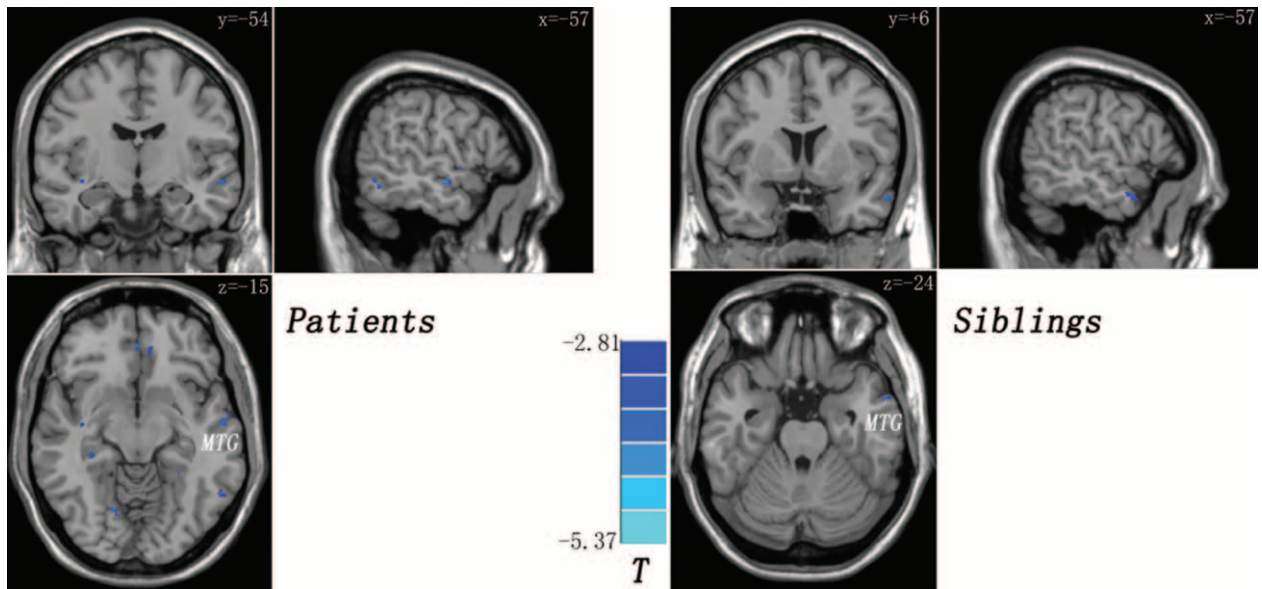 y=-54
x=-57
y=+6
x=-57
z=-15
Patients
MTG
-2.81
-5.37
T
z=-24
Siblings
MTG